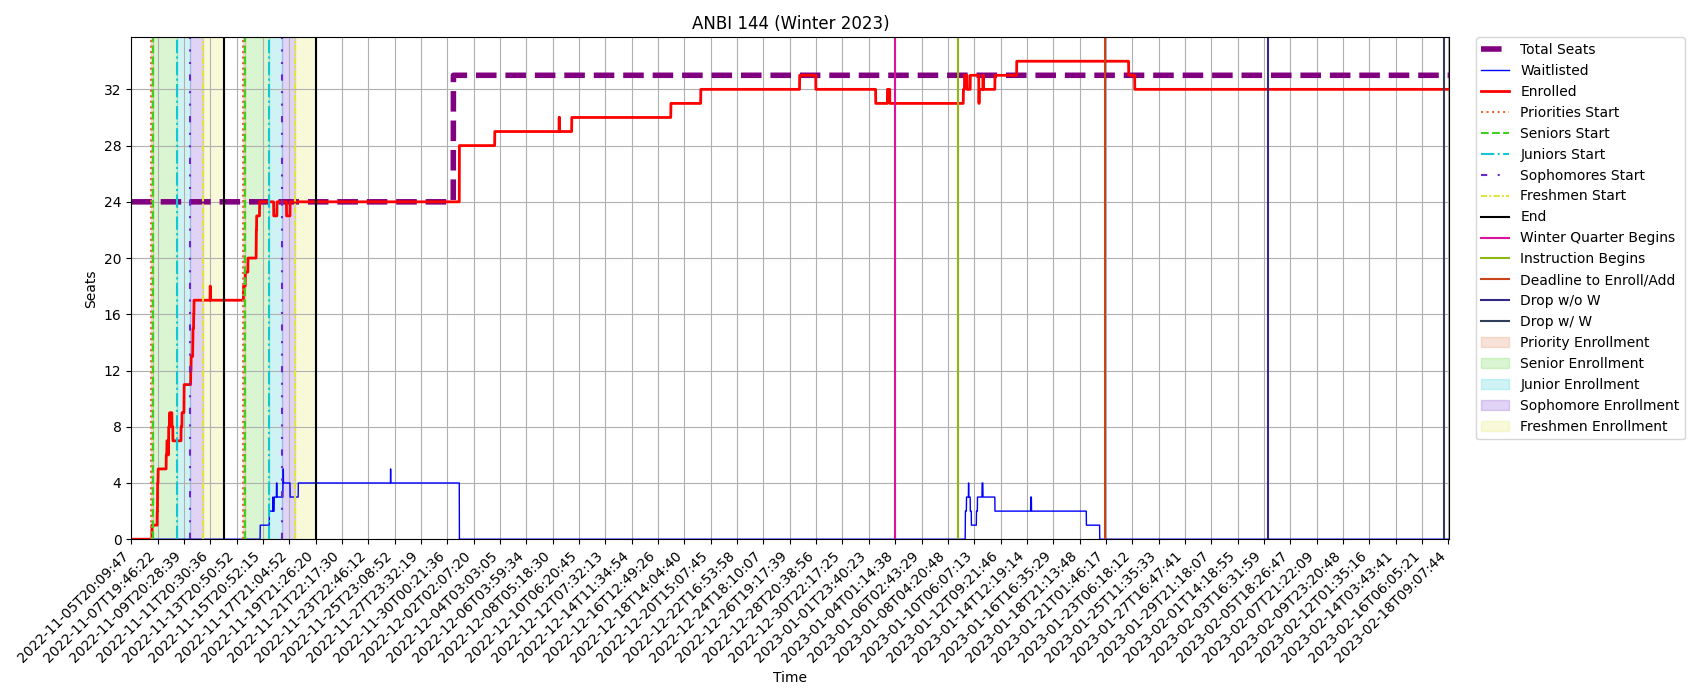 ANBI 144 (Winter 2023)
Seats
32
28
24
20
16
12
8
4
0
2022-11-05T20:09:47
2022-11-07T19:46:22
2022-11-09T20:28:39
2022-11-11T20:30:36
2022-11-13T20:50:52
2022-11-15T20:52:15
2022-11-17T21:04:52
2022-11-19T21:26:20
2022-11-21T22:17:30
2022-11-23T22:46:12
2022-11-25T23:08:52
2022-11-27T23:32:19
2022-11-30T00:21:36
2022-12-02T02:07:20
2022-12-04T03:03:05
2022-12-06T03:59:34
2022-12-08T05:18:30
2022-12-10T06:20:45
2022-12-12T07:32:13
2022-12-14T11:34:54
2022-12-16T12:49:26
2022-12-18T14:04:40
2022-12-20T15:07:45
2022-12-22T16:53:58
2022-12-24T18:10:07
2022-12-26T19:17:39
2022-12-28T20:38:56
2022-12-30T22:17:25
2023-01-01T23:40:23
2023-01-04T01:14:38
2023-01-06T02:43:29
2023-01-08T04:20:48
2023-01-10T06:07:13
2023-01-12T09:21:46
2023-01-14T12:19:14
2023-01-16T16:35:29
2023-01-18T21:13:48
2023-01-21T01:46:17
2023-01-23T06:18:12
2023-01-25T11:35:33
2023-01-27T16:47:41
2023-01-29T21:18:07
2023-02-01T14:18:55
2023-02-03T16:31:59
2023-02-05T18:26:47
2023-02-07T21:22:09
2023-02-09T23:20:48
2023-02-12T01:35:16
2023-02-14T03:43:41
2023-02-16T06:05:21
2023-02-18T09:07:44
Time
Total Seats
Waitlisted
Enrolled
Priorities Start
Seniors Start
Juniors Start
Sophomores Start
Freshmen Start
End
Winter Quarter Begins
Instruction Begins
Deadline to Enroll/Add
Drop w/o W
Drop w/ W
Priority Enrollment
Senior Enrollment
Junior Enrollment
Sophomore Enrollment
Freshmen Enrollment